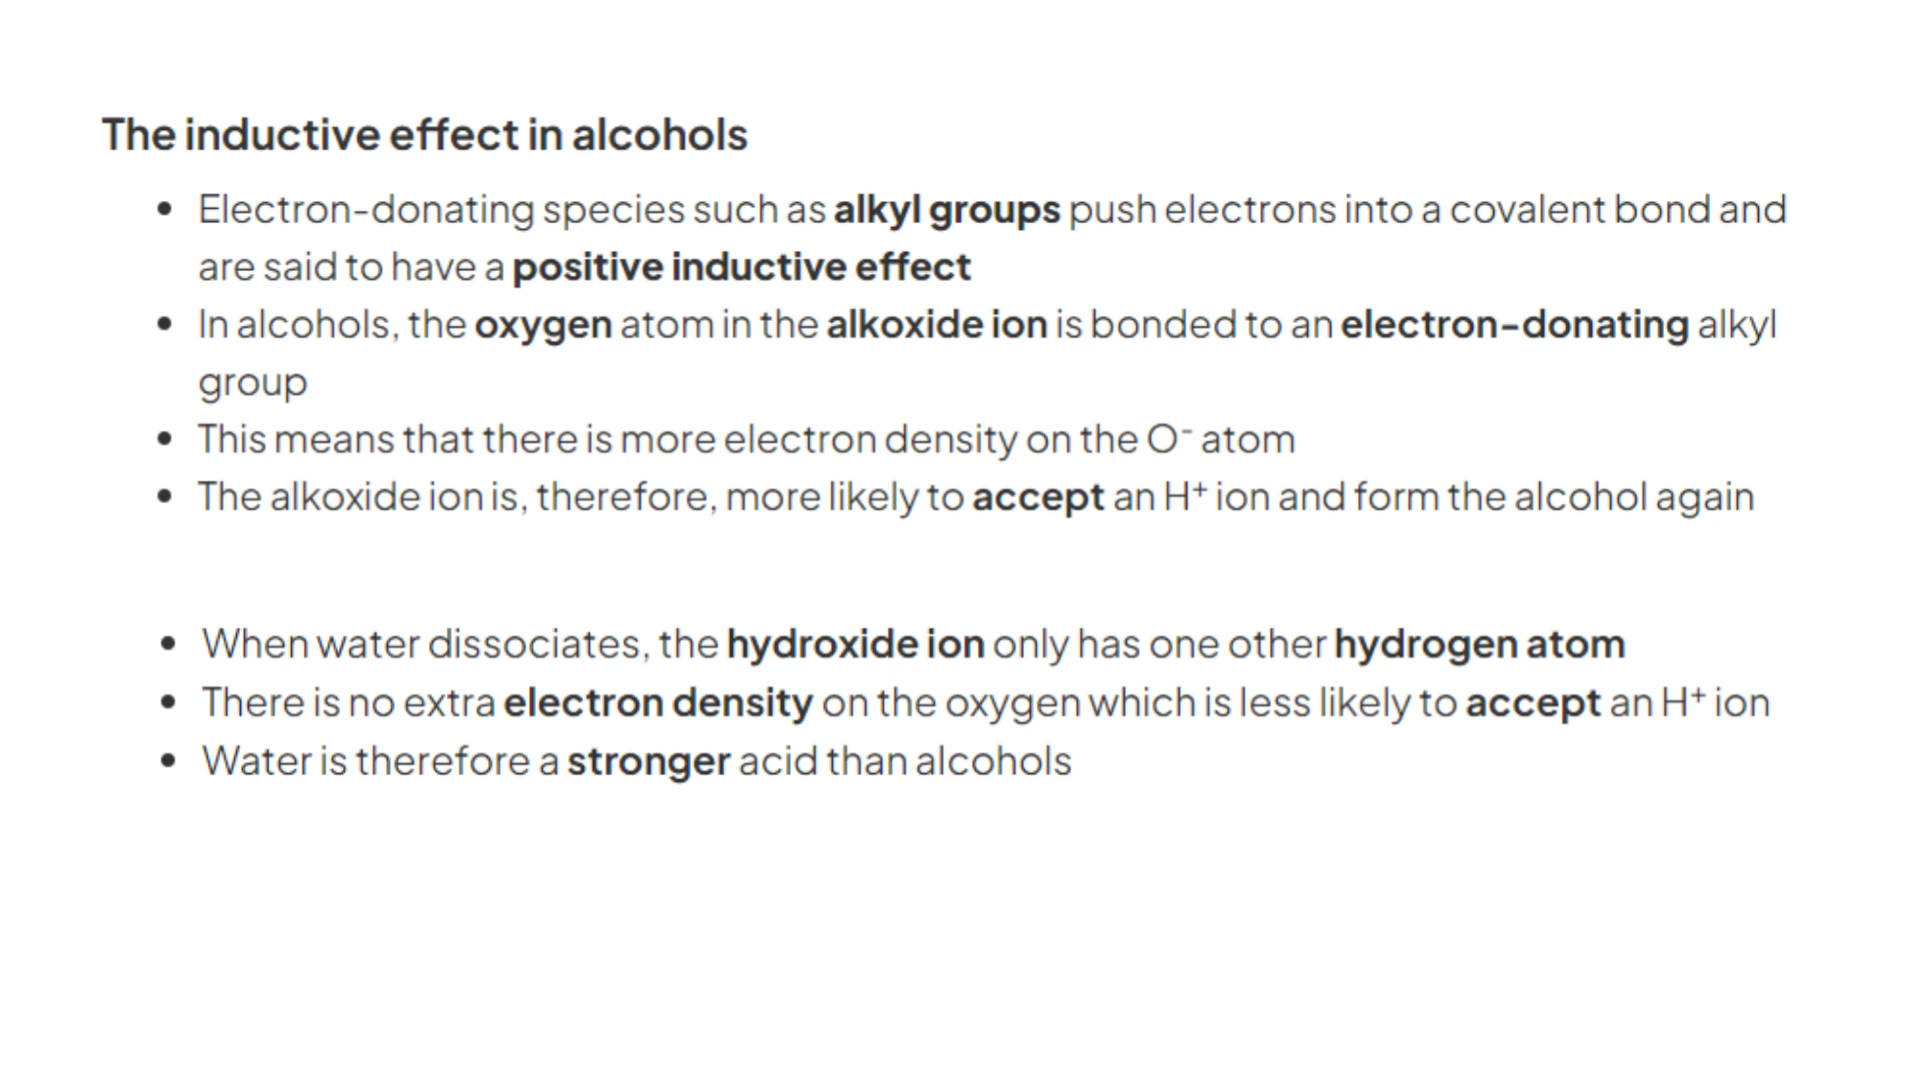 The inductive effect in alcohols
• Electron-donating species such as alkyl groups push electrons into a covalent bond and
are said to have a positive inductive effect
• In alcohols, the oxygen atom in the alkoxide ion is bonded to an electron-donating alkyl
group
• This means that there is more electron density on the O⁻ atom
• The alkoxide ion is, therefore, more likely to accept an H⁺ ion and form the alcohol again
• When water dissociates, the hydroxide ion only has one other hydrogen atom
• There is no extra electron density on the oxygen which is less likely to accept an H⁺ ion
• Water is therefore a stronger acid than alcohols